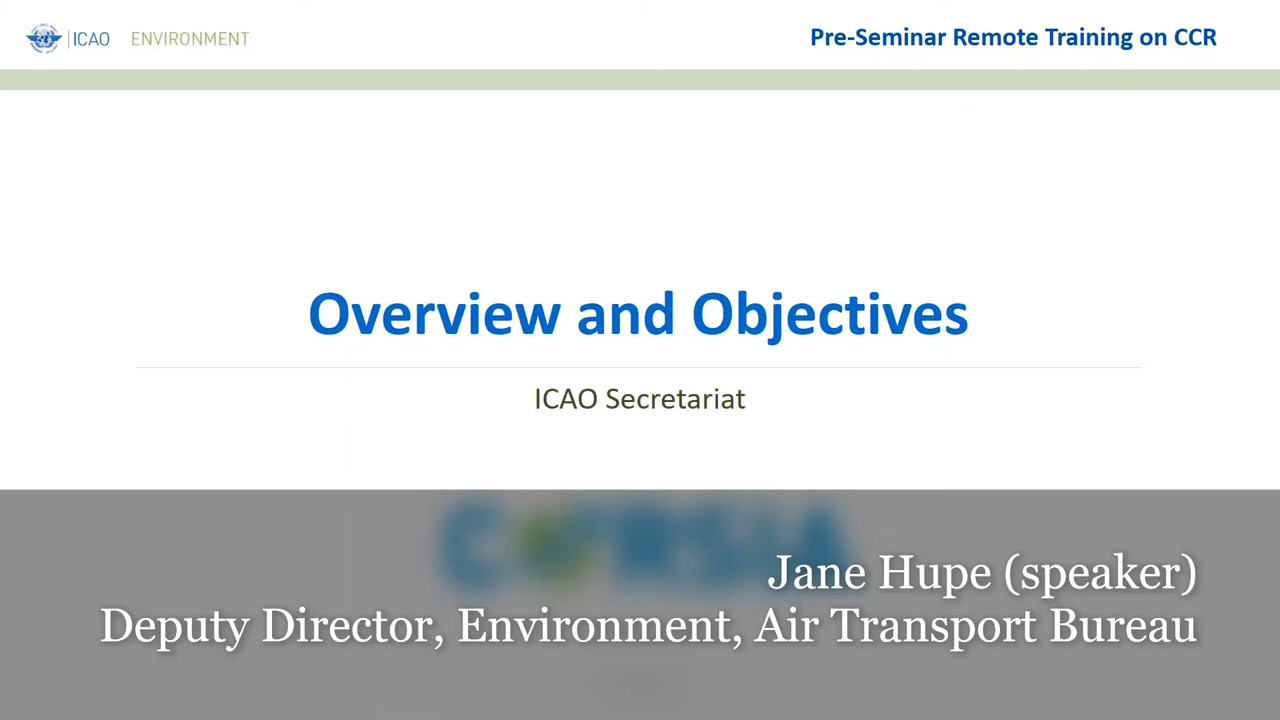 ICAO ENVIRONMENT
Pre-Seminar Remote Training on CCR
Overview and Objectives
ICAO Secretariat
CORSIA
Jane Hupe (speaker)
Deputy Director, Environment, Air Transport Bureau